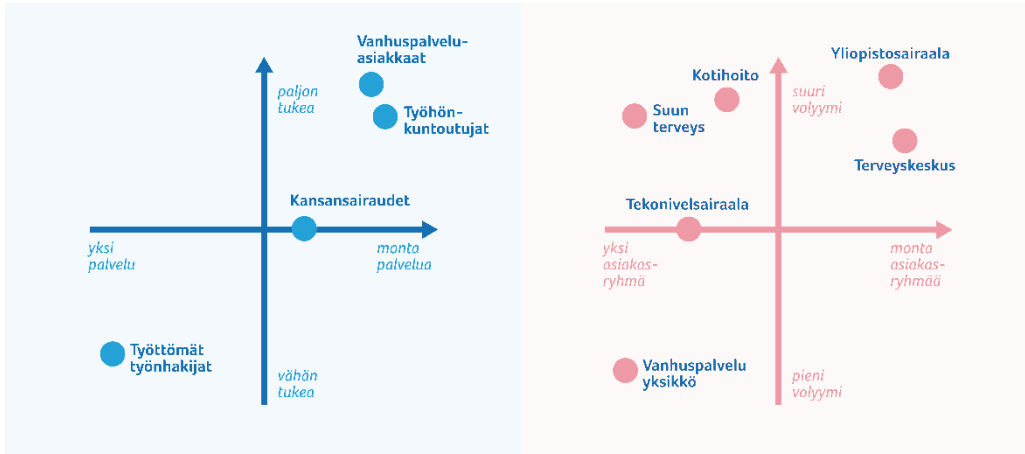 Vanhuspalvelu-
asiakkaat
paljon
tukea
Työhön-
kuntoutujat
Kansansairaudet
yksi
palvelu
monta
palvelua
Työttömät
työnhakijat
vähän
tukea
Yliopistosairaala
Kotihoito
suuri
volyymi
Suun
terveys
Terveyskeskus
Tekonivelsairaala
yksi
asiakas-
ryhmä
monta
asiakas-
ryhmää
Vanhuspalvelu
yksikkö
pieni
volyymi